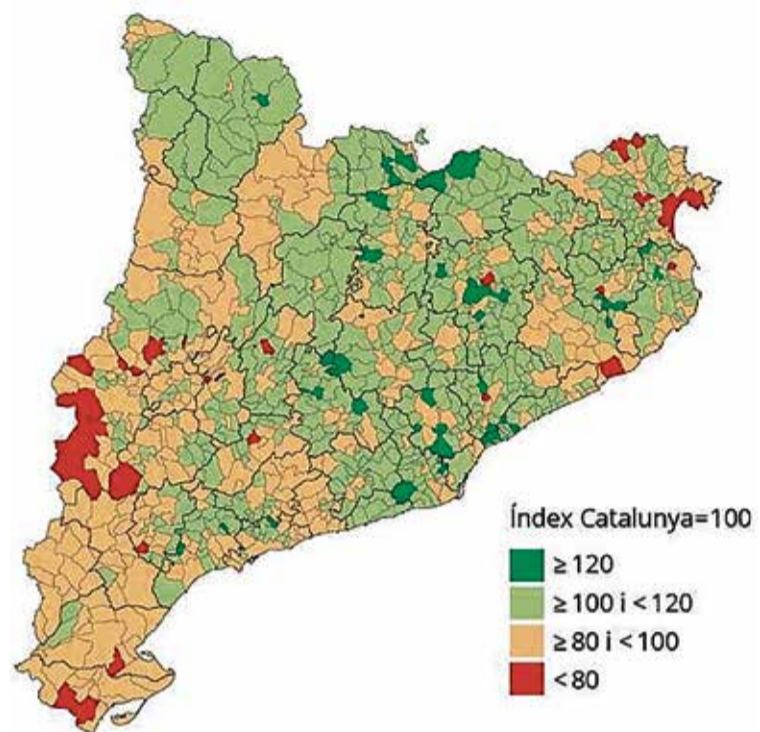 Índex Catalunya=100
≥ 120
≥ 100 i < 120
≥ 80 i < 100
< 80